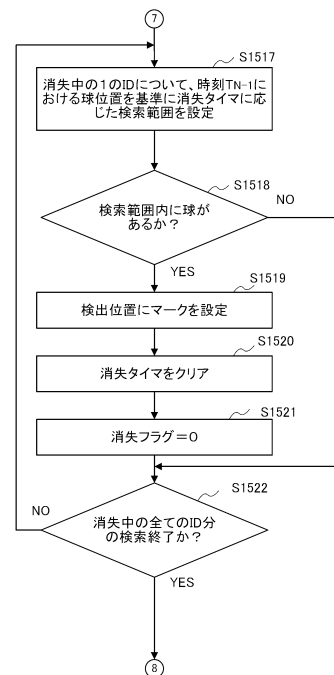 7
S1517
消失中の1のIDについて、時刻TN-1に
おける球位置を基準に消失タイマに応
じた検索範囲を設定
S1518
検索範囲内に球が
あるか？
NO
YES
S1519
検出位置にマークを設定
S1520
消失タイマをクリア
S1521
消失フラグ＝0
S1522
消失中の全てのID分
の検索終了か？
NO
YES
8